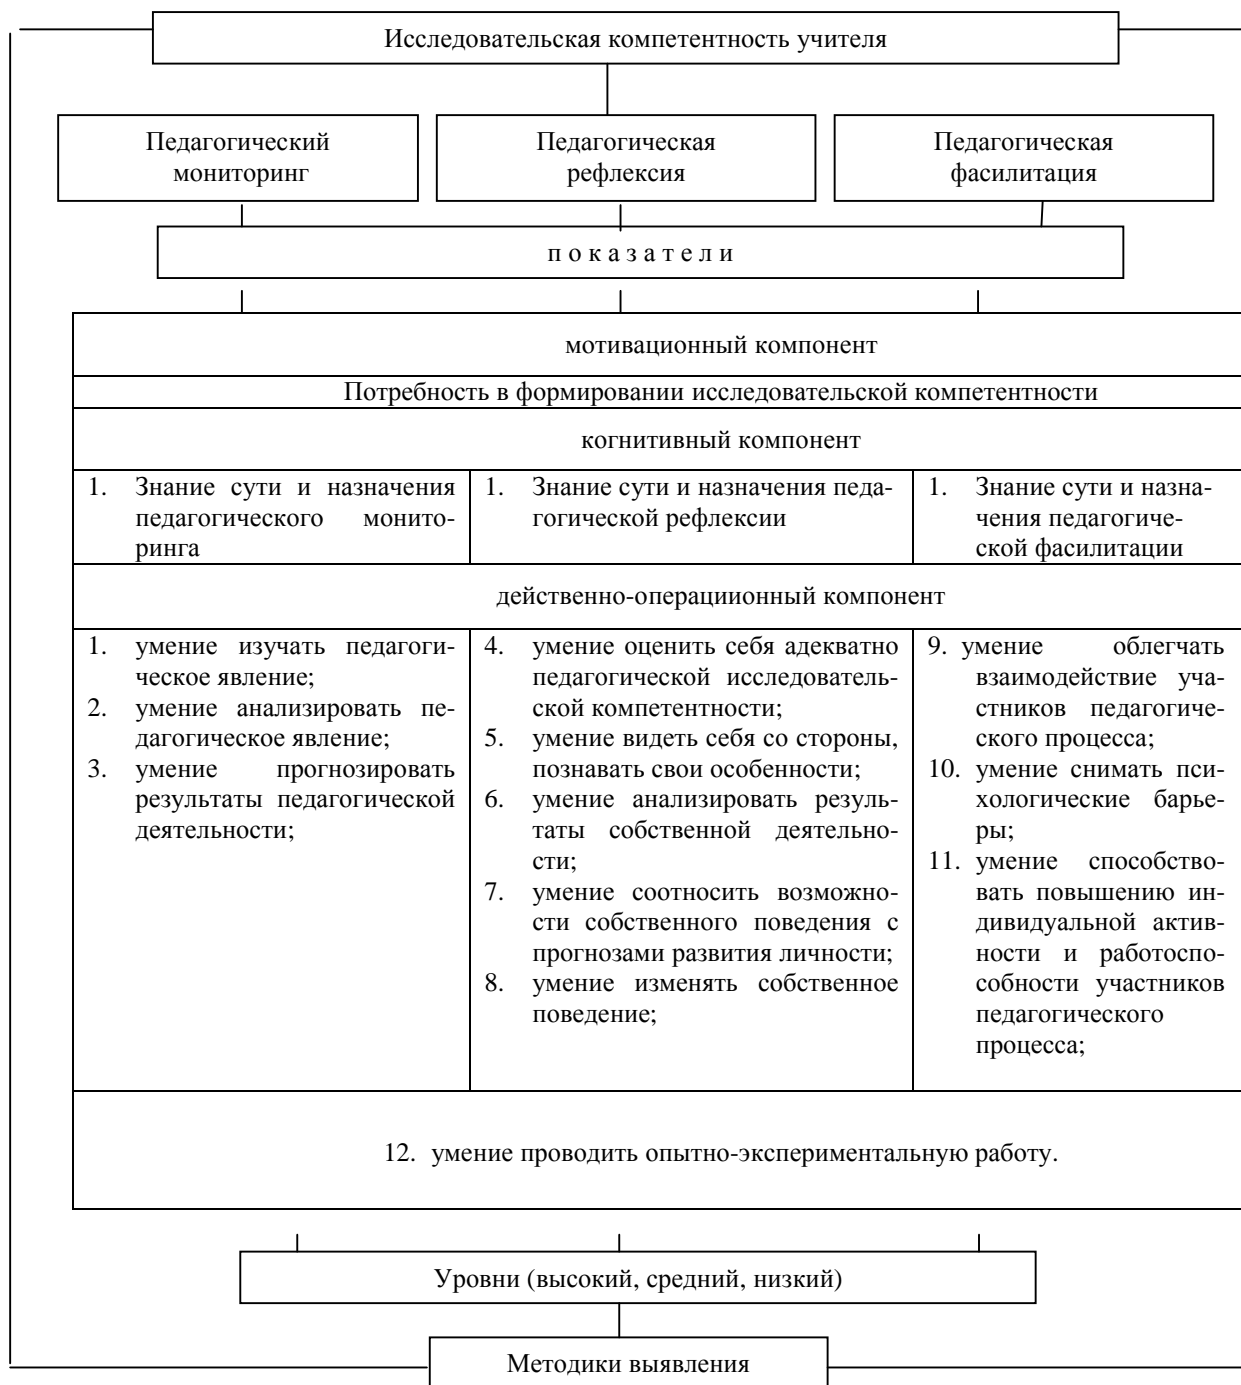 Исследовательская компетентность учителя
Педагогический
мониторинг
Педагогическая
рефлексия
Педагогическая
фасилитация
п о к а з а т е л и
мотивационный компонент
Потребность в формировании исследовательской компетентности
когнитивный компонент
1. Знание сути и назначения
педагогического монито-
ринга
1. Знание сути и назначения педа-
гогической рефлексии
1. Знание сути и назна-
чения педагогиче-
ской фасилитации
действенно-операциионный компонент
1. умение изучать педагоги-
ческое явление;
2. умение анализировать пе-
дагогическое явление;
3. умение прогнозировать
результаты педагогической
деятельности;
4. умение оценить себя адекватно
педагогической исследователь-
ской компетентности;
5. умение видеть себя со стороны,
познавать свои особенности;
6. умение анализировать резуль-
таты собственной деятельно-
сти;
7. умение соотносить возможно-
сти собственного поведения с
прогнозами развития личности;
8. умение изменять собственное
поведение;
9. умение облегчать
взаимодействие уча-
стников педагогиче-
ского процесса;
10. умение снимать пси-
хологические барье-
ры;
11. умение способство-
вать повышению ин-
дивидуальной актив-
ности и работоспо-
собности участников
педагогического
процесса;
12. умение проводить опытно-экспериментальную работу.
Уровни (высокий, средний, низкий)
Методики выявления